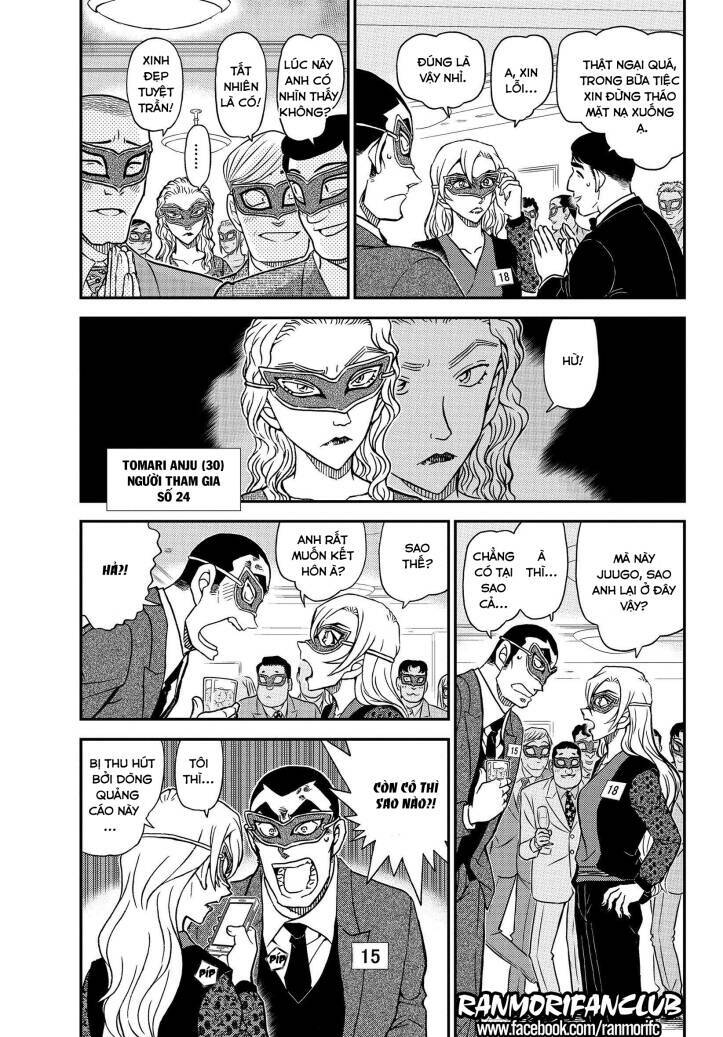 THẬT NGẠI QUÁ,
TRONG BỮA TIỆC
XIN ĐỪNG THÁO
MẶT NẠ XUỐNG
Ạ.
A, XIN
LỖI...
ĐÚNG LÀ
VẬY NHỈ.
18
LÚC NÃY
ANH CÓ
NHÌN THẤY
KHÔNG?
TẤT
NHIÊN
LÀ CÓ!
......
XINH
ĐẸP
TUYỆT
TRẦN!
HỪ!
TOMARI ANJU (30)
NGƯỜI THAM GIA
SỐ 24
MÀ NÀY
JUUGO, SAO
ANH LẠI Ở ĐÂY
VẬY?
À
THÌ...
CHẲNG
CÓ TẠI
SAO
CẢ...
15
18
SAO
THẾ?
ANH RẤT
MUỐN KẾT
HÔN À?
HẢ?!
CÒN CÔ THÌ
SAO NÀO?!
TÔI
THÌ...
BỊ THU HÚT
BỞI DÒNG
QUẢNG
CÁO NÀY
...
PÍP
PÍP
15
RANMORIFANCLUB
www.facebook.com/ranmorifc